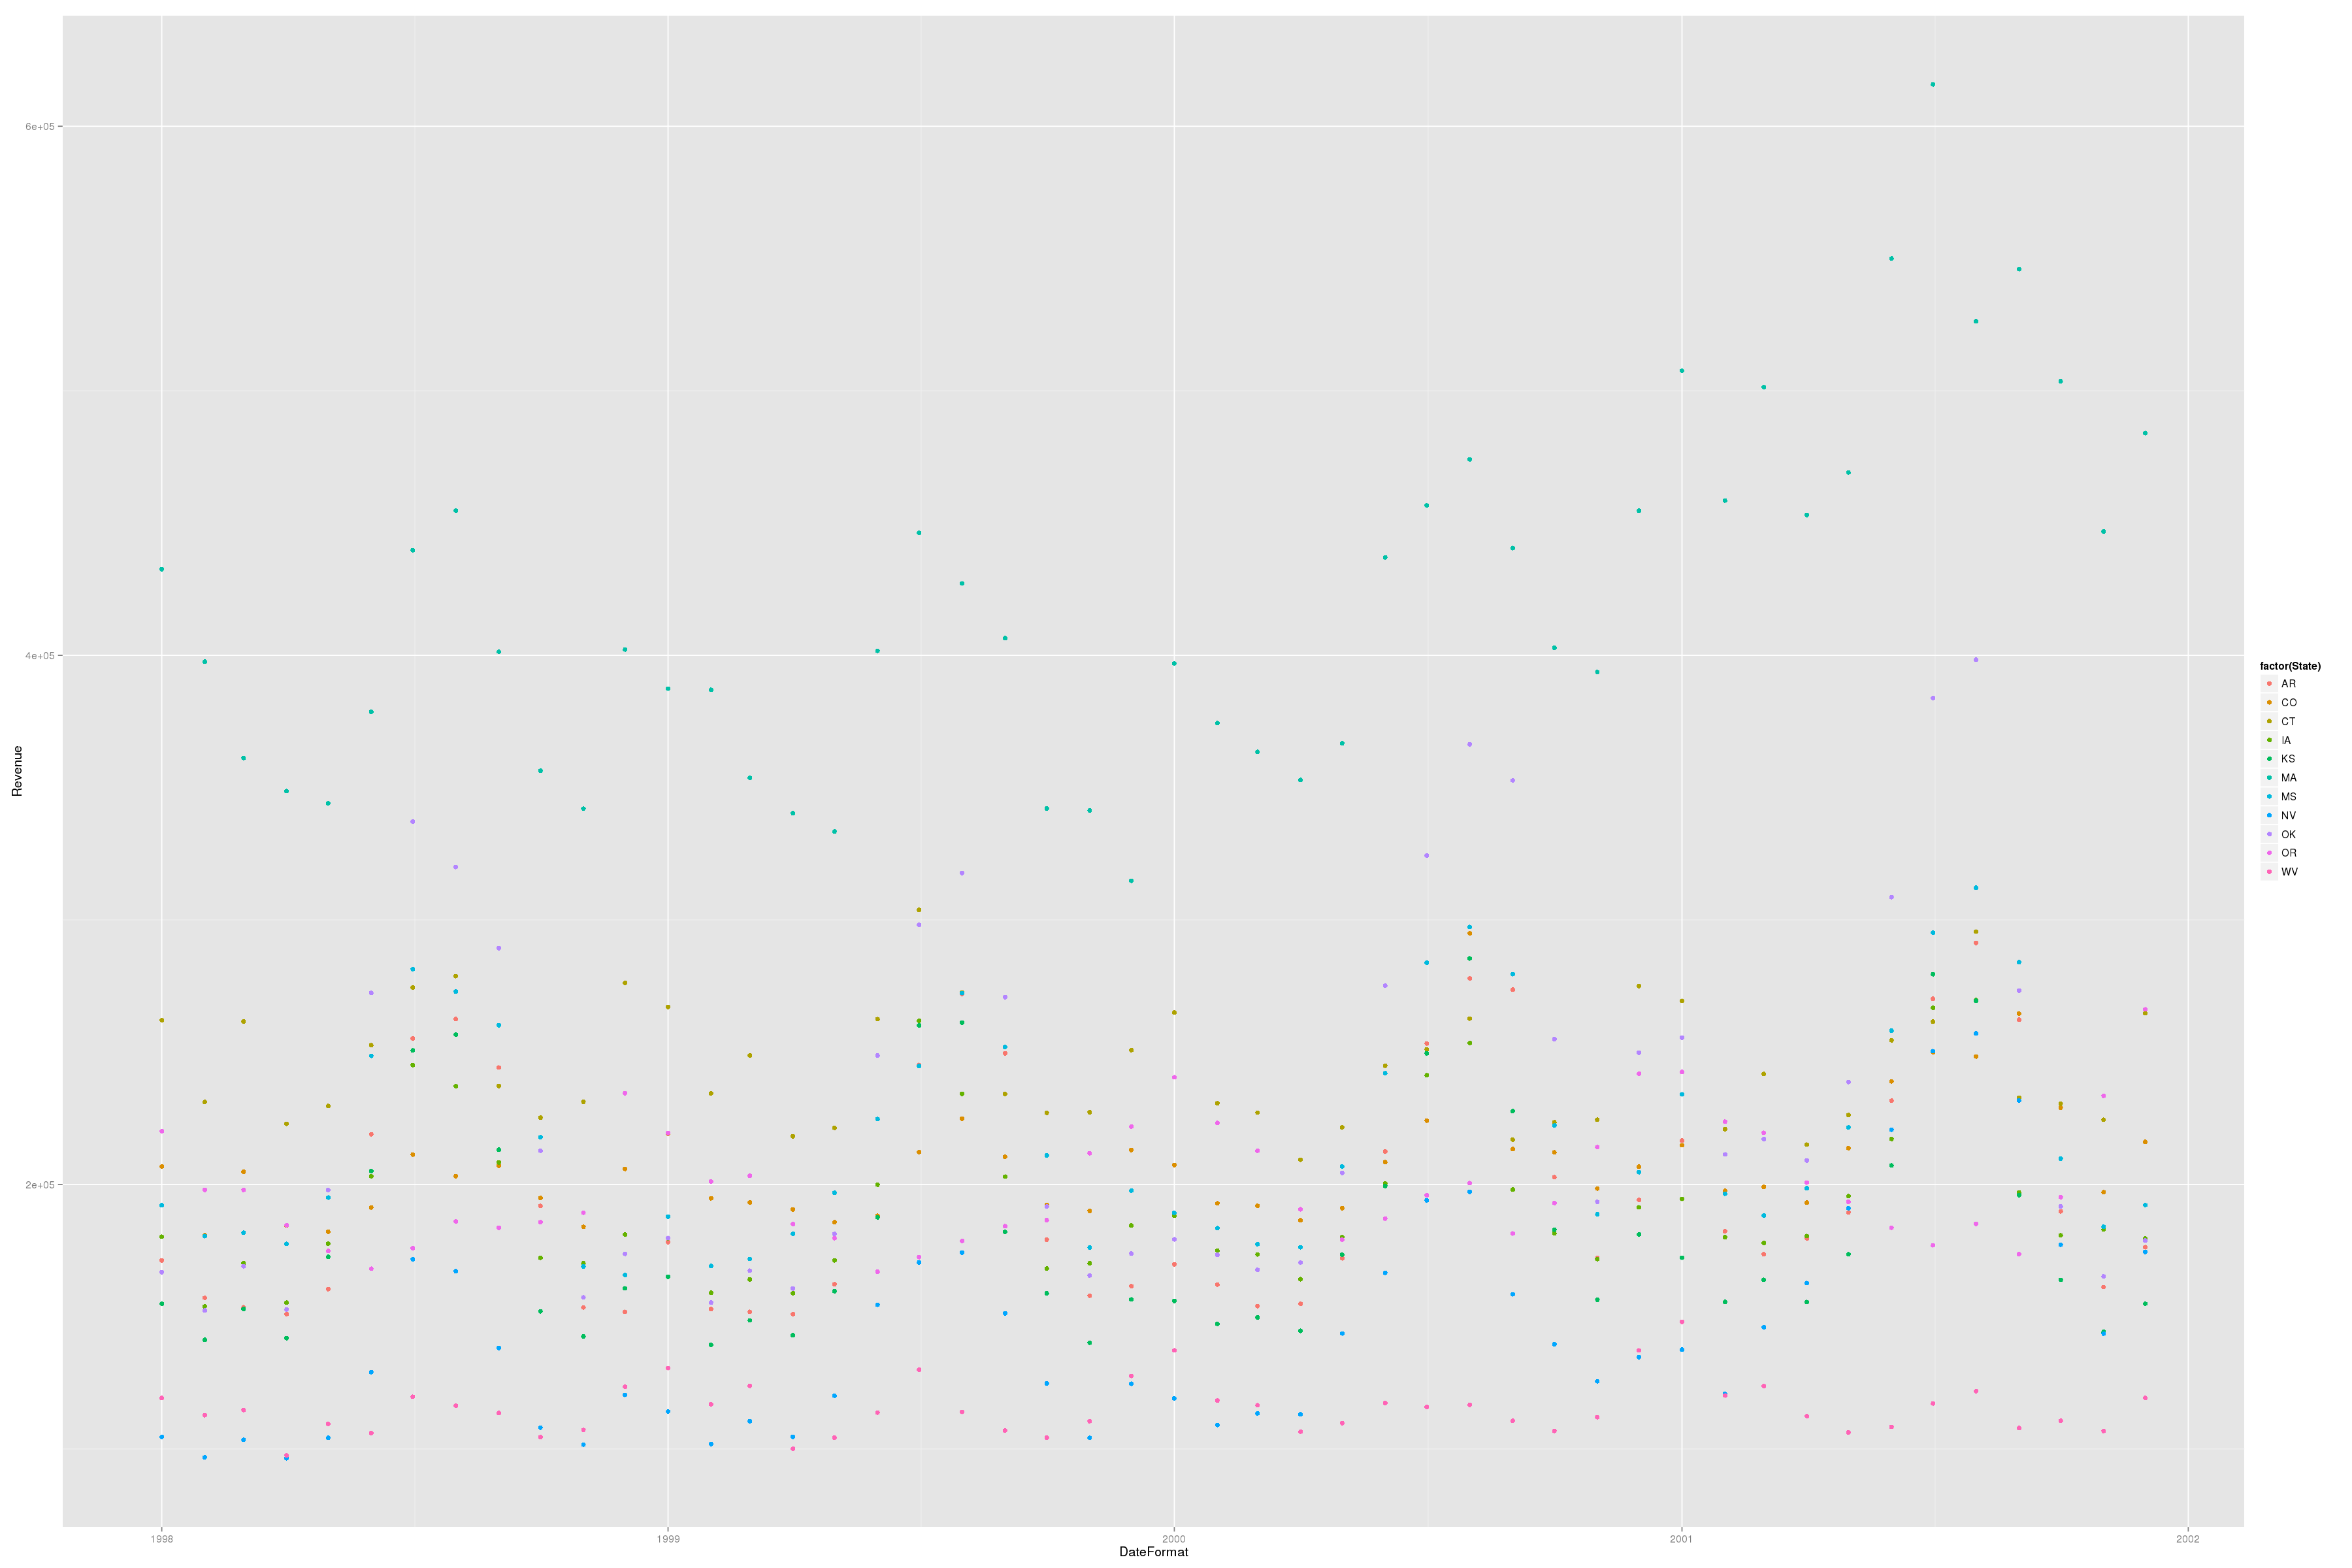 6e+05
4e+05
2e+05
Revenue
1998
1999
2000
2001
2002
DateFormat
factor(State)
AR
CO
CT
IA
KS
MA
MS
NV
OK
OR
WV